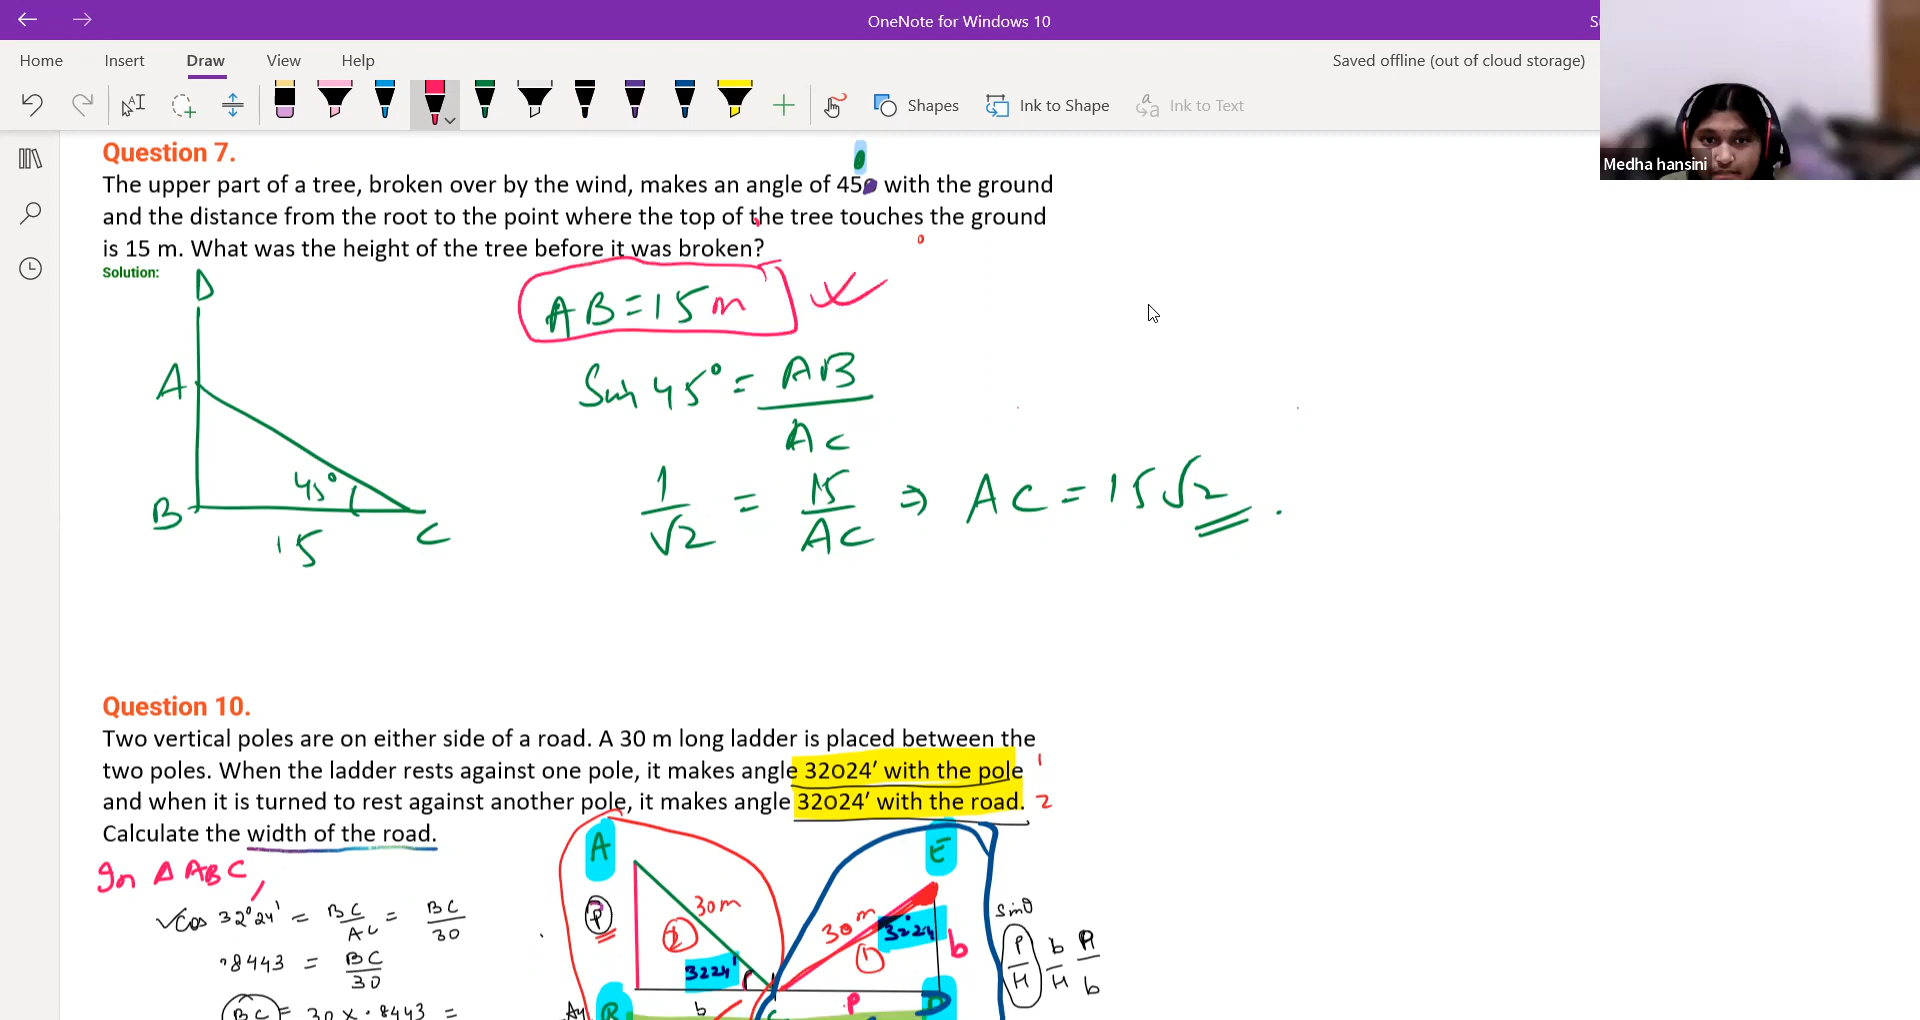 OneNote for Windows 10
Home Insert Draw View Help
Saved offline (out of cloud storage)
Shapes Ink to Shape Ink to Text
Medha hansini
Question 7.
The upper part of a tree, broken over by the wind, makes an angle of 45 with the ground
and the distance from the root to the point where the top of the tree touches the ground
is 15 m. What was the height of the tree before it was broken?
Solution:
D
A
B
C
45°
15
AB = 15 m
Sin 45° = AB / AC
1/√2 = 15/AC ⇒ AC = 15√2
Question 10.
Two vertical poles are on either side of a road. A 30 m long ladder is placed between the
two poles. When the ladder rests against one pole, it makes angle 32024′ with the pole 1
and when it is turned to rest against another pole, it makes angle 32024′ with the road. 2
Calculate the width of the road.
In Δ ABC,
cos 32°24' = BC/AC = BC/30
.8443 = BC/30
BC = 30 x .8443 =
A
P
30m
2
3224'
B
b
C
E
30 m
1
3224
b
P
D
sinθ
P/H b/H P/b